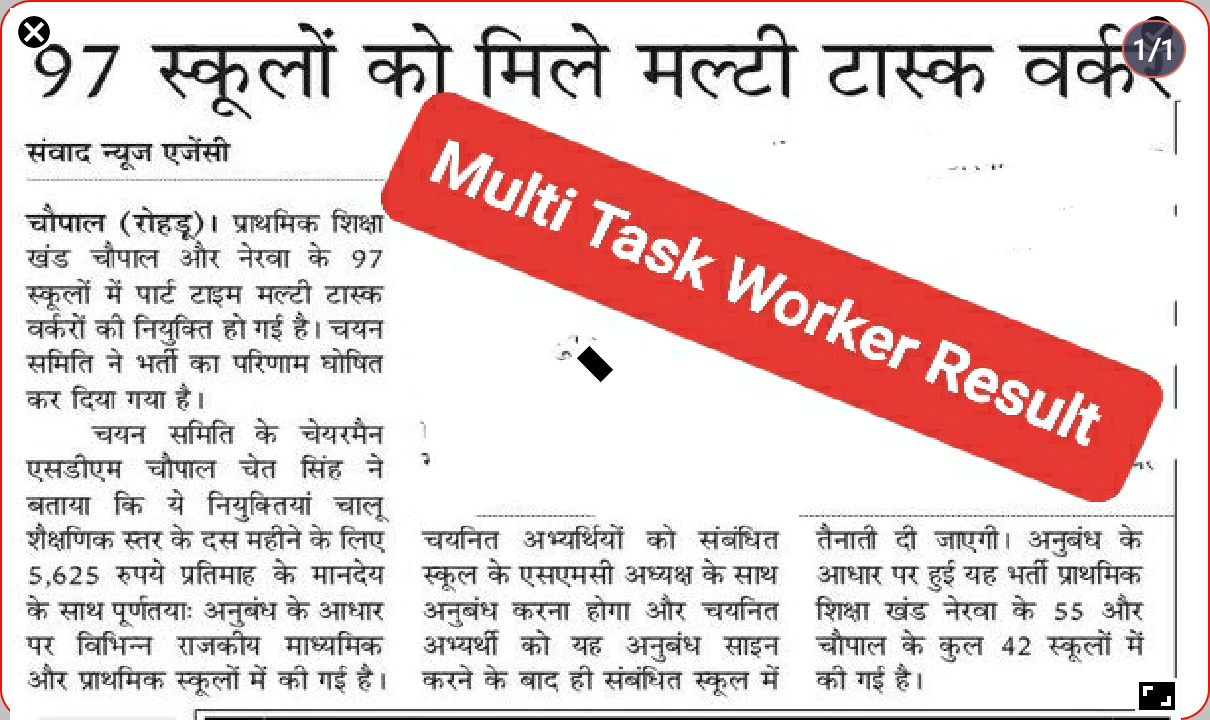 97 स्कूलों को मिले मल्टी टास्क वर्कर
1/1
संवाद न्यूज एजेंसी
Multi Task Worker Result
चौपाल (रोहडू)। प्राथमिक शिक्षा
खंड चौपाल और नेरवा के 97
स्कूलों में पार्ट टाइम मल्टी टास्क
वर्करों की नियुक्ति हो गई है। चयन
समिति ने भर्ती का परिणाम घोषित
कर दिया गया है।
चयन समिति के चेयरमैन
एसडीएम चौपाल चेत सिंह ने
बताया कि ये नियुक्तियां चालू
शैक्षणिक स्तर के दस महीने के लिए
5,625 रुपये प्रतिमाह के मानदेय
के साथ पूर्णतयाः अनुबंध के आधार
पर विभिन्न राजकीय माध्यमिक
और प्राथमिक स्कूलों में की गई है।
चयनित अभ्यर्थियों को संबंधित
स्कूल के एसएमसी अध्यक्ष के साथ
अनुबंध करना होगा और चयनित
अभ्यर्थी को यह अनुबंध साइन
करने के बाद ही संबंधित स्कूल में
तैनाती दी जाएगी। अनुबंध के
आधार पर हुई यह भर्ती प्राथमिक
शिक्षा खंड नेरवा के 55 और
चौपाल के कुल 42 स्कूलों में
की गई है।